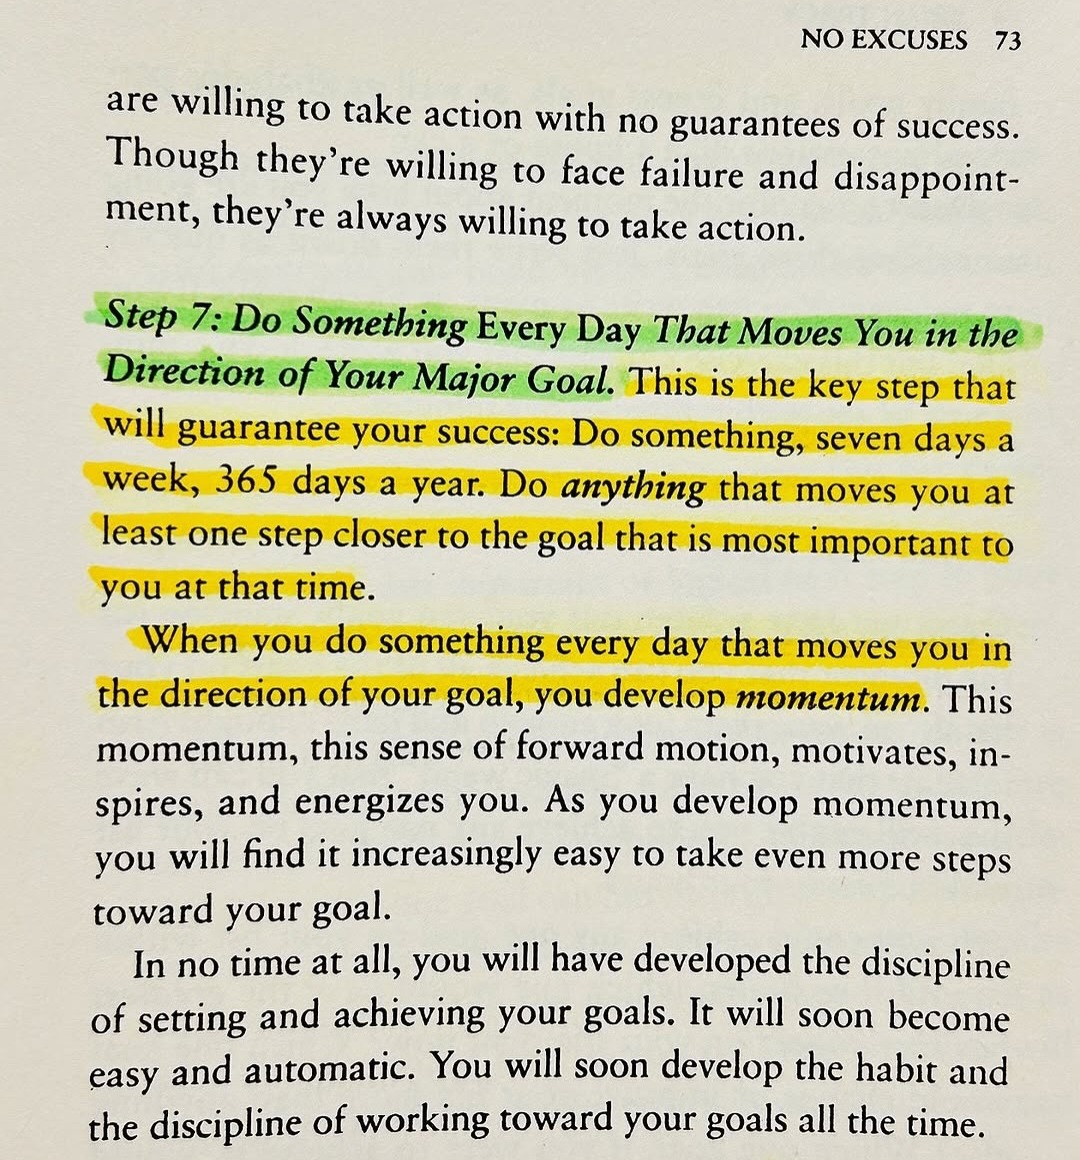 NO EXCUSES 73
are willing to take action with no guarantees of success.
Though they're willing to face failure and disappoint-
ment, they're always willing to take action.
Step 7: Do Something Every Day That Moves You in the
Direction of Your Major Goal. This is the key step that
will guarantee your success: Do something, seven days a
week, 365 days a year. Do anything that moves you at
least one step closer to the goal that is most important to
you at that time.
When you do something every day that moves you in
the direction of your goal, you develop momentum. This
momentum, this sense of forward motion, motivates, in-
spires, and energizes you. As you develop momentum,
you will find it increasingly easy to take even more steps
toward your goal.
In no time at all, you will have developed the discipline
of setting and achieving your goals. It will soon become
easy and automatic. You will soon develop the habit and
the discipline of working toward your goals all the time.